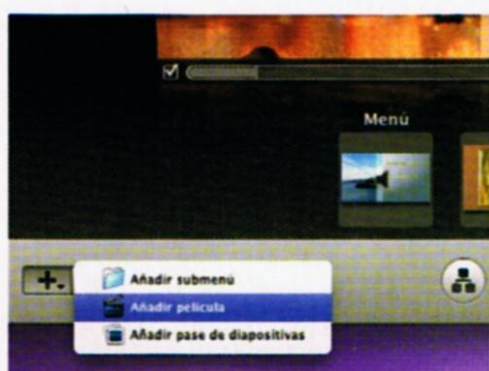 Menú
Añadir submenú
Añadir película
Añadir pase de diapositivas